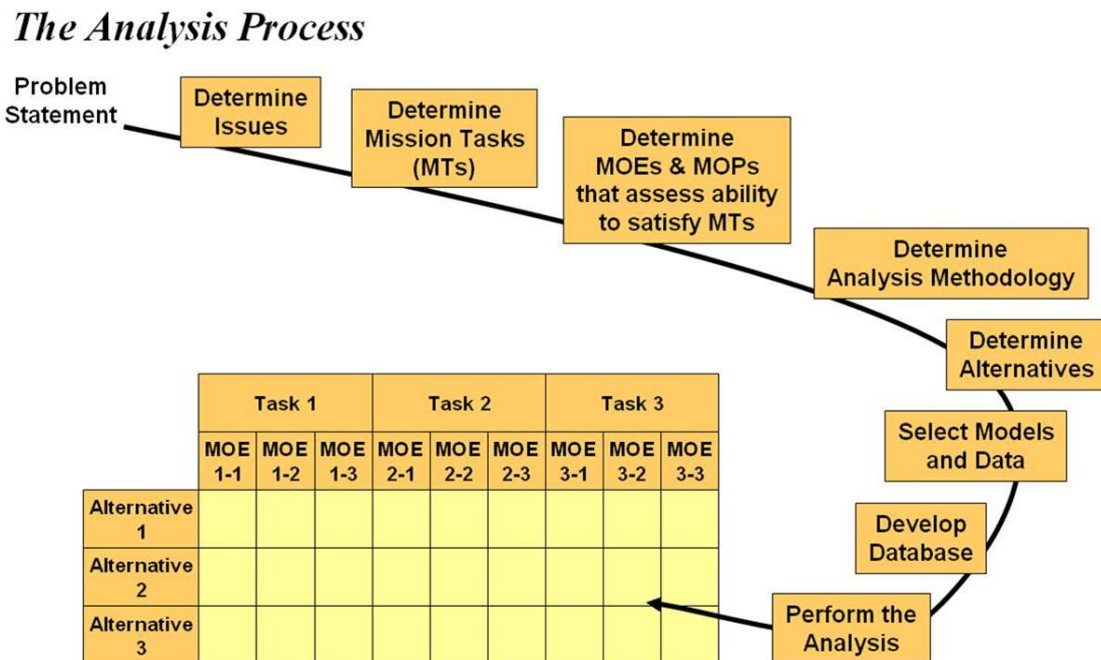 The Analysis Process
Problem
Statement
Determine
Issues
Determine
Mission Tasks
(MTs)
Determine
MOEs & MOPs
that assess ability
to satisfy MTs
Determine
Analysis Methodology
Determine
Alternatives
Select Models
and Data
Develop
Database
Perform the
Analysis
Task 1 Task 2 Task 3
MOE MOE MOE MOE MOE MOE MOE MOE MOE
1-1 1-2 1-3 2-1 2-2 2-3 3-1 3-2 3-3
Alternative
1
Alternative
2
Alternative
3